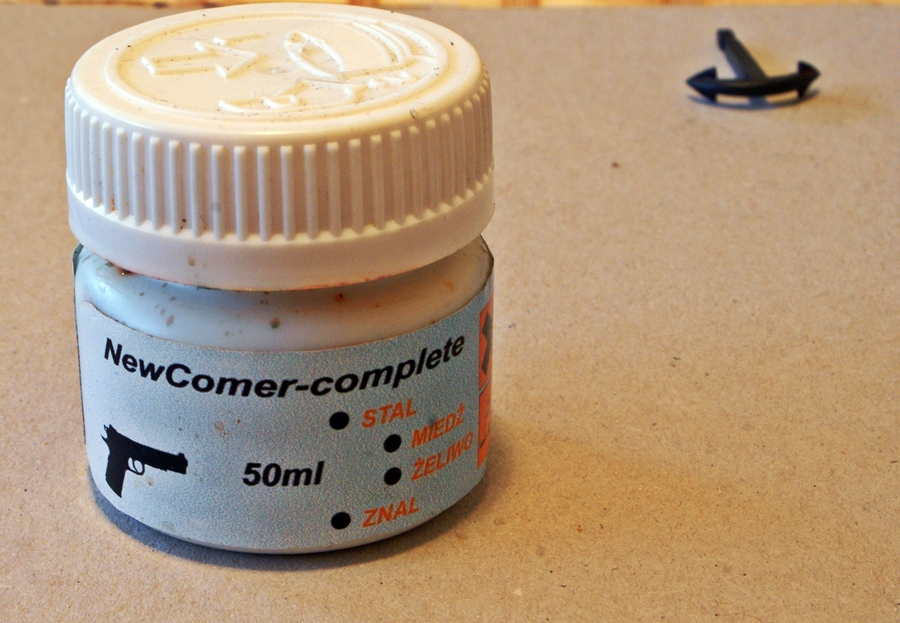 NewComer-complete
STAL
MIEDŹ
50ml
ŻELIWO
ZNAL